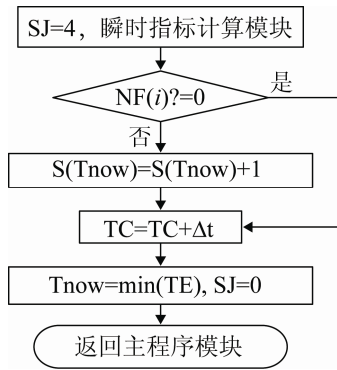 SJ=4，瞬时指标计算模块
NF(i)?=0
是
否
S(Tnow)=S(Tnow)+1
TC=TC+Δt
Tnow=min(TE), SJ=0
返回主程序模块